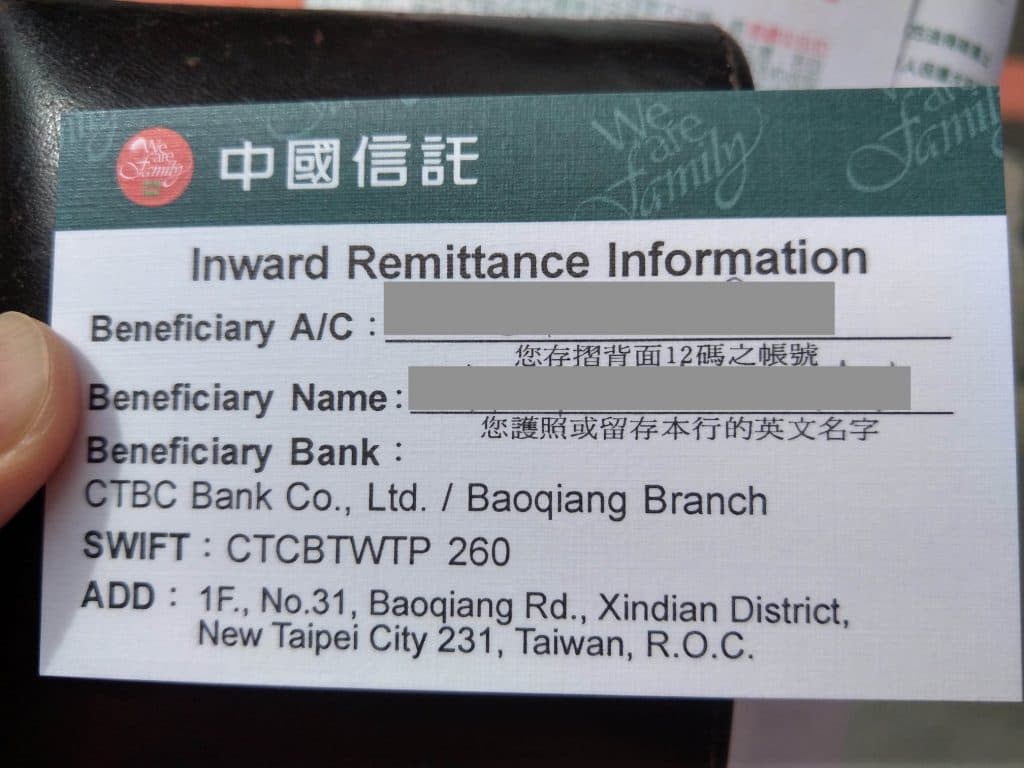 We
are
Family
中國信託
We
are
Family
are
Family
Inward Remittance Information
Beneficiary A/C：
您存摺背面12碼之帳號
Beneficiary Name：
您護照或留存本行的英文名字
Beneficiary Bank：
CTBC Bank Co., Ltd. / Baoqiang Branch
SWIFT：CTCBTWTP 260
ADD：1F., No.31, Baoqiang Rd., Xindian District,
New Taipei City 231, Taiwan, R.O.C.